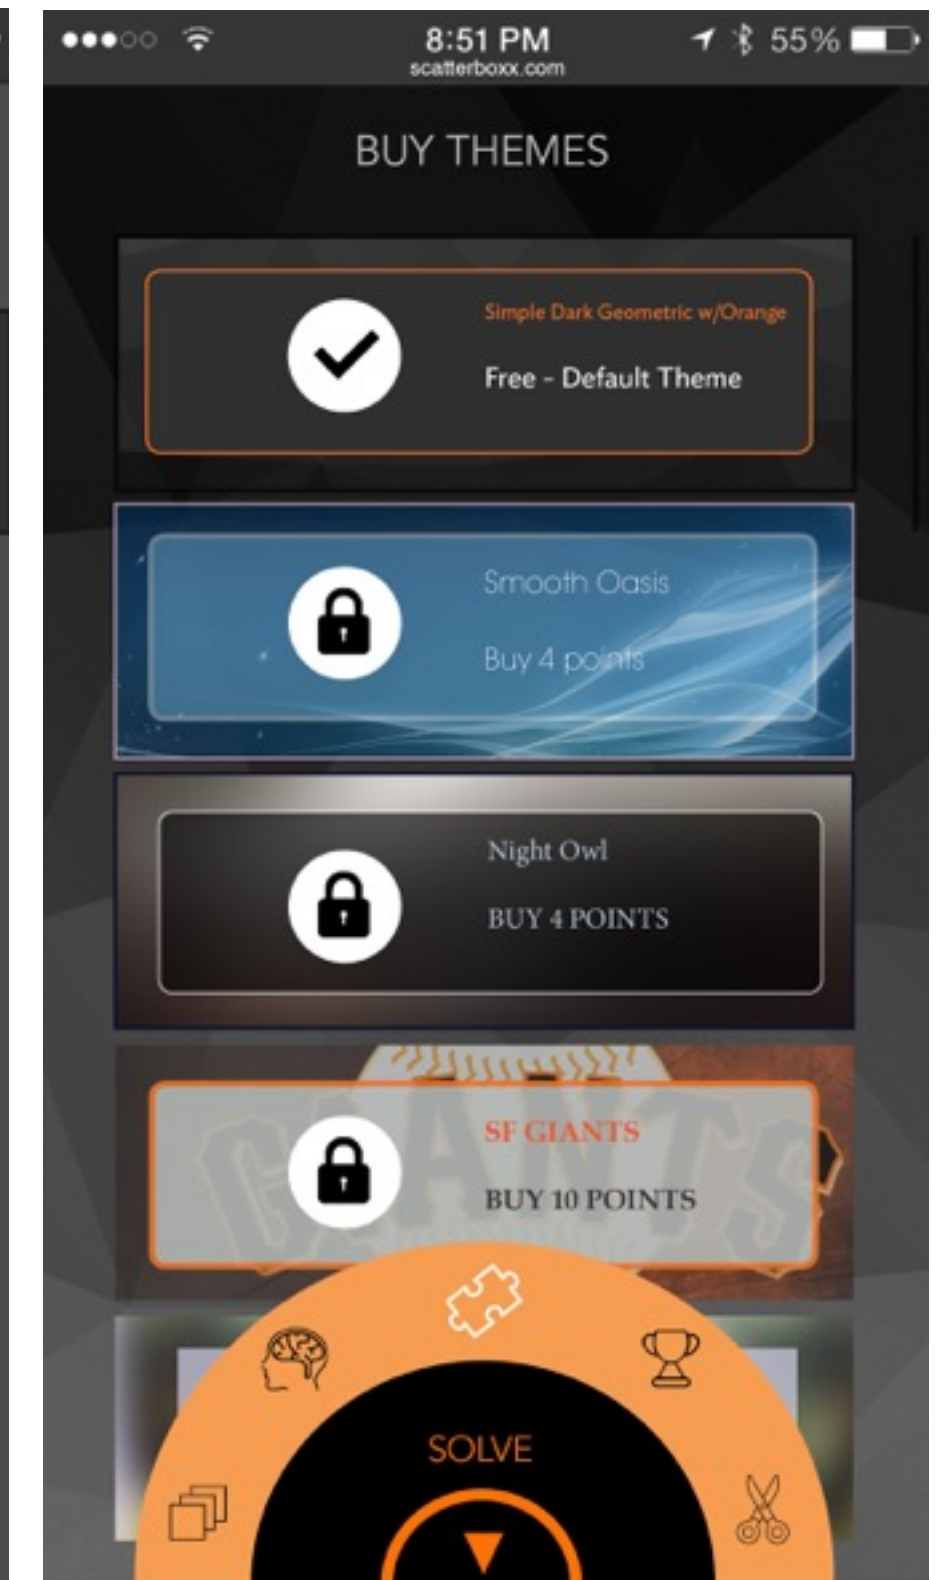 8:51 PM
55%
scatterboxx.com
BUY THEMES
Simple Dark Geometric w/Orange
Free - Default Theme
Smooth Oasis
Buy 4 points
Night Owl
BUY 4 POINTS
GIANTS
SF GIANTS
BUY 10 POINTS
SOLVE